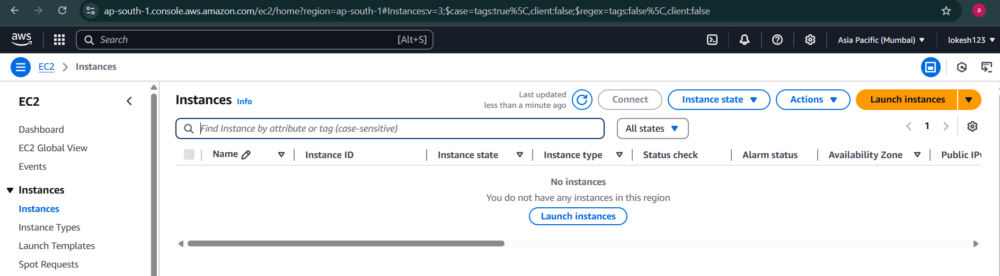 ap-south-1.console.aws.amazon.com/ec2/home?region=ap-south-1#Instances:v=3;$case=tags:true%5C,client:false;$regex=tags:false%5C,client:false
a
aws
Search
[Alt+S]
Asia Pacific (Mumbai)
lokesh123
EC2
Instances
EC2
Dashboard
EC2 Global View
Events
Instances
Instances
Instance Types
Launch Templates
Spot Requests
Instances Info
Last updated
less than a minute ago
Connect
Instance state
Actions
Launch instances
Find Instance by attribute or tag (case-sensitive)
All states
1
Name
Instance ID
Instance state
Instance type
Status check
Alarm status
Availability Zone
Public IPv
No instances
You do not have any instances in this region
Launch instances